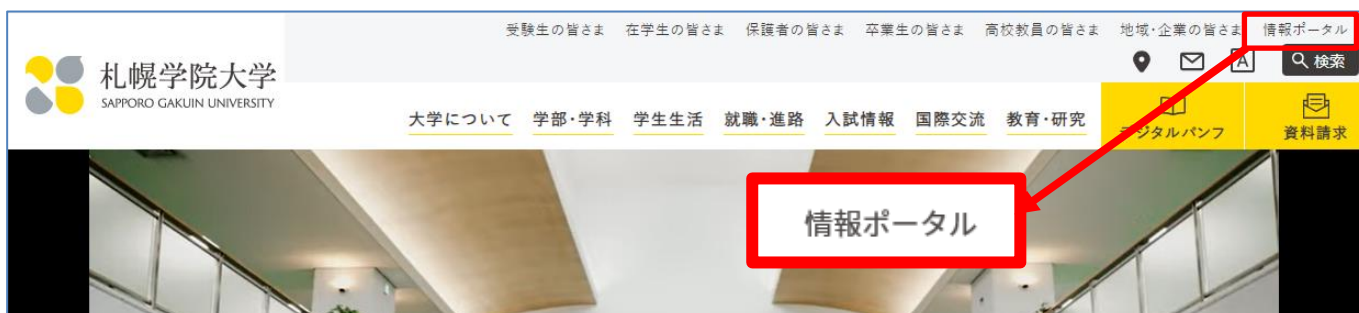 受験生の皆さま 在学生の皆さま 保護者の皆さま 卒業生の皆さま 高校教員の皆さま 地域・企業の皆さま 情報ポータル
札幌学院大学
SAPPORO GAKUIN UNIVERSITY
A 検索
大学について 学部・学科 学生生活 就職・進路 入試情報 国際交流 教育・研究 デジタルパンフ 資料請求
情報ポータル